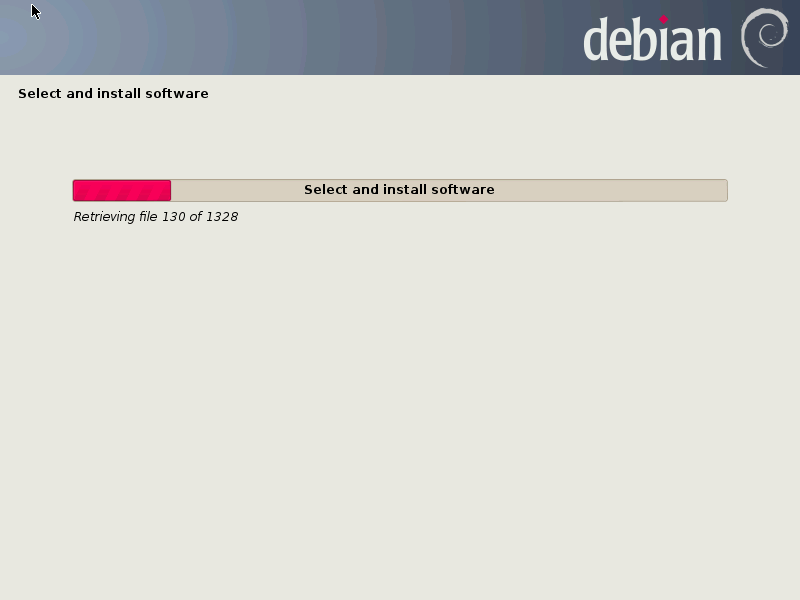 debian
Select and install software
Select and install software
Retrieving file 130 of 1328